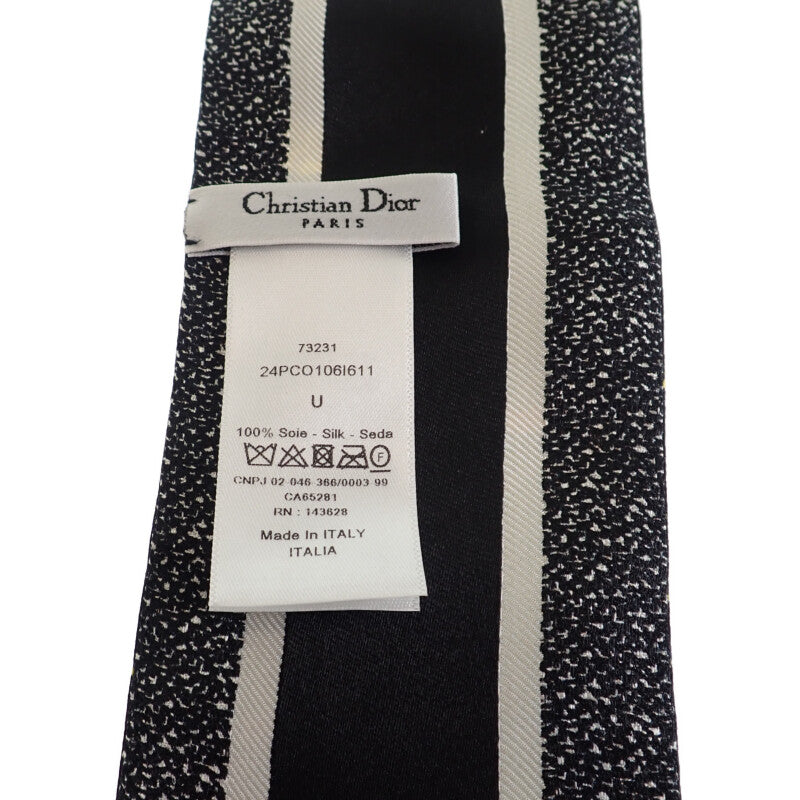 Christian Dior
PARIS
73231
24PCO106I611
U
100% Soie - Silk - Seda
F
CNPJ 02-046-366/0003-99
CA65281
RN : 143628
Made In ITALY
ITALIA